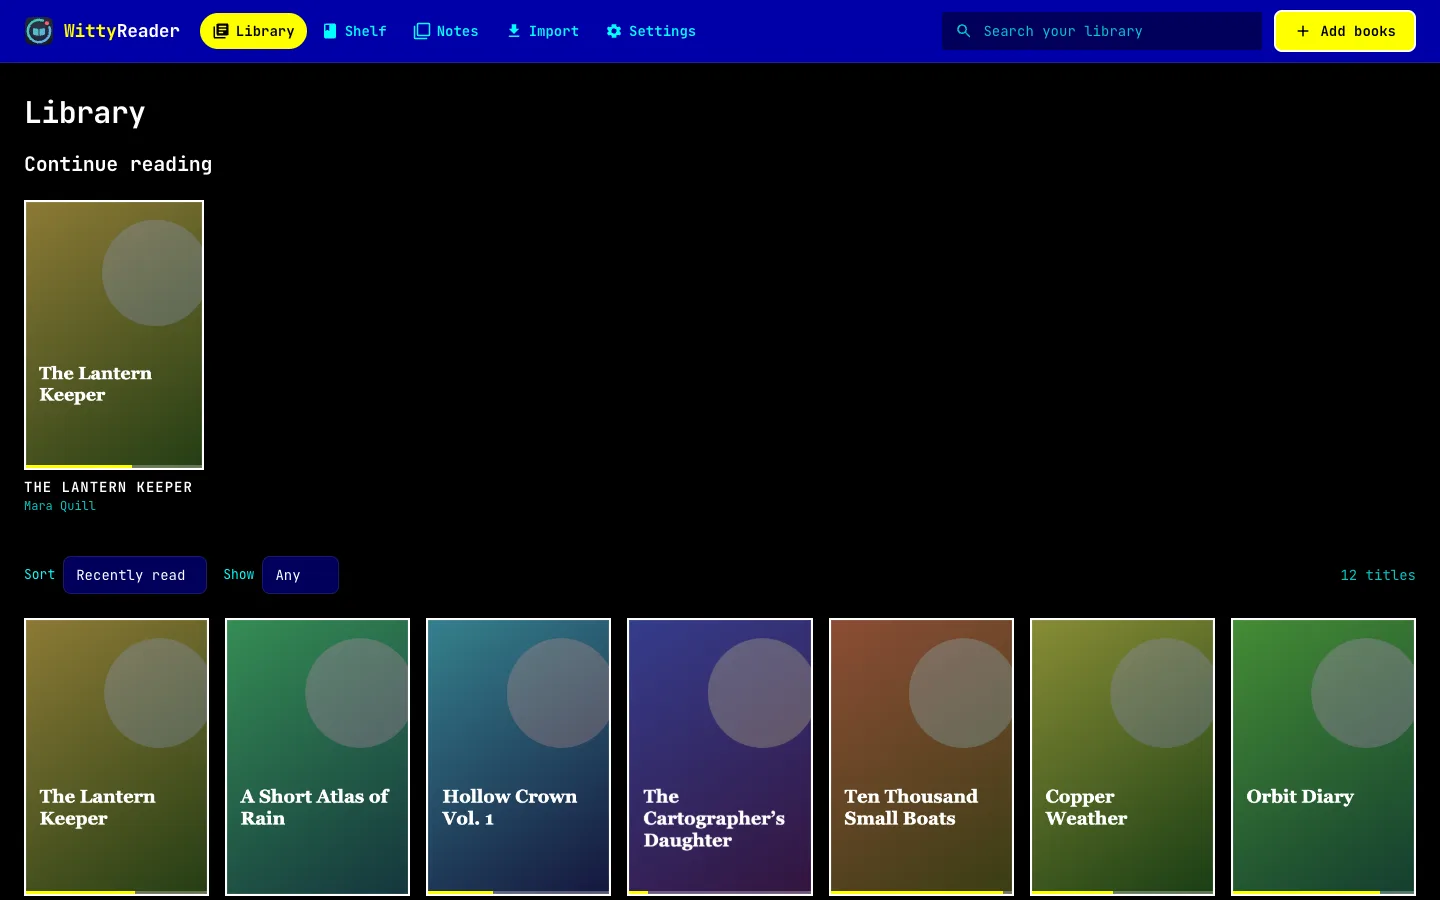 WittyReader Library Shelf Notes Import Settings Search your library Add books
Library
Continue reading
The Lantern
Keeper
THE LANTERN KEEPER
Mara Quill
Sort Recently read Show Any 12 titles
The Lantern
Keeper
A Short Atlas of
Rain
Hollow Crown
Vol. 1
The
Cartographer’s
Daughter
Ten Thousand
Small Boats
Copper
Weather
Orbit Diary